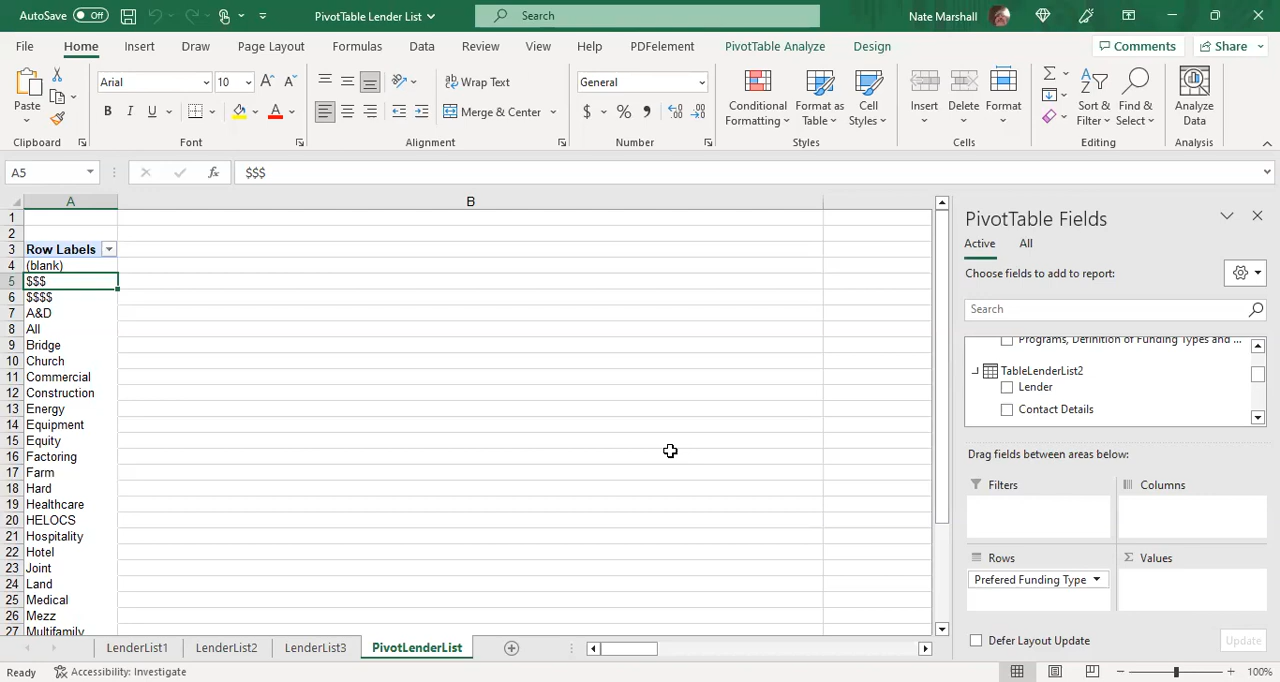 AutoSave Off PivotTable Lender List Search Nate Marshall
File Home Insert Draw Page Layout Formulas Data Review View Help PDFelement PivotTable Analyze Design Comments Share
Paste
Arial 10
B I U A
Wrap Text
Merge & Center
General
$ % ,
Conditional Formatting
Format as Table
Cell Styles
Insert Delete Format
Sort & Filter
Find & Select
Analyze Data
Clipboard Font Alignment Number Styles Cells Editing Analysis
A5 fx $$$
A B
1
2
3 Row Labels
4 (blank)
5 $$$
6 $$$$
7 A&D
8 All
9 Bridge
10 Church
11 Commercial
12 Construction
13 Energy
14 Equipment
15 Equity
16 Factoring
17 Farm
18 Hard
19 Healthcare
20 HELOCS
21 Hospitality
22 Hotel
23 Joint
24 Land
25 Medical
26 Mezz
27 Multifamily
PivotTable Fields
Active All
Choose fields to add to report:
Search
Programs, Definition of Funding Types and ...
TableLenderList2
Lender
Contact Details
Drag fields between areas below:
Filters Columns
Rows Σ Values
Prefered Funding Type
Defer Layout Update Update
LenderList1 LenderList2 LenderList3 PivotLenderList
Ready Accessibility: Investigate 100%